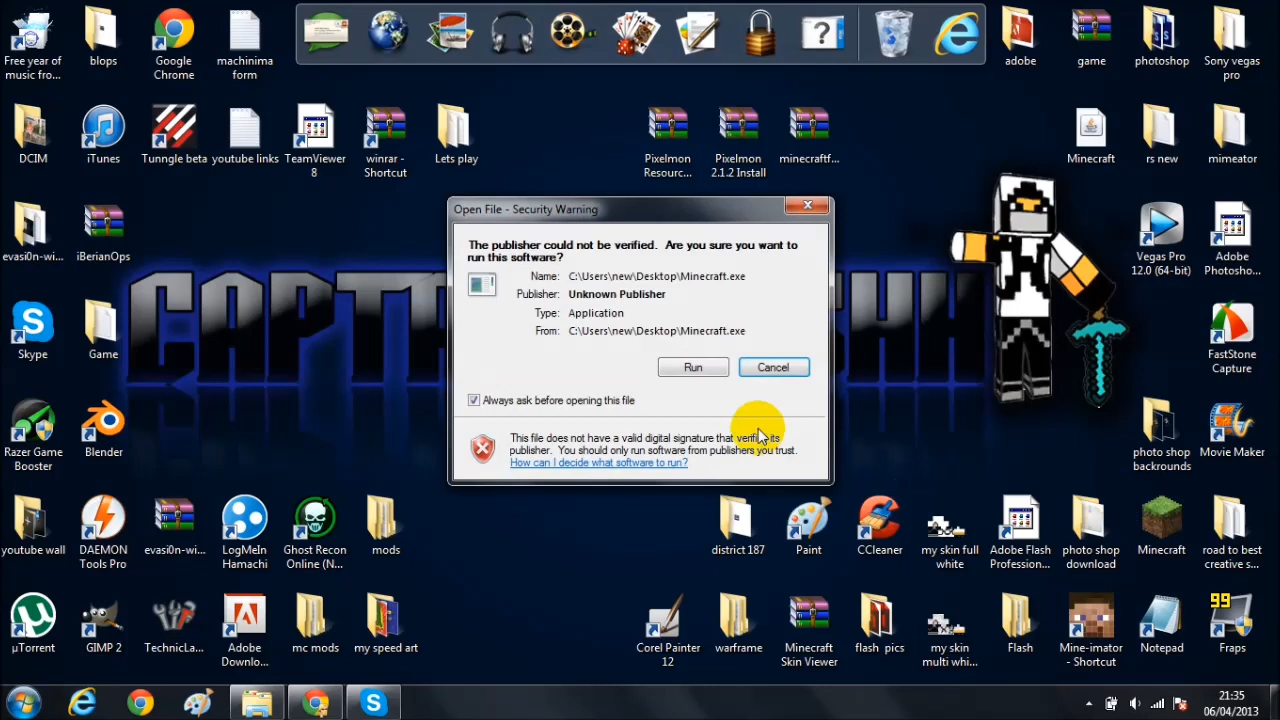 Free year of
music fro...
blops
Google
Chrome
machinima
form
adobe
game
photoshop
Sony vegas
pro
DCIM
iTunes
Tunngle beta
youtube links
TeamViewer
8
winrar -
Shortcut
Lets play
Pixelmon
Resourc...
Pixelmon
2.1.2 Install
minecraftf...
Minecraft
rs new
mimeator
evasi0n-wi...
iBerianOps
Open File - Security Warning
The publisher could not be verified. Are you sure you want to
run this software?
Name: C:\Users\new\Desktop\Minecraft.exe
Publisher: Unknown Publisher
Type: Application
From: C:\Users\new\Desktop\Minecraft.exe
Run
Cancel
Always ask before opening this file
This file does not have a valid digital signature that verifies its
publisher. You should only run software from publishers you trust.
How can I decide what software to run?
Vegas Pro
12.0 (64-bit)
Adobe
Photosho...
Skype
Game
FastStone
Capture
Razer Game
Booster
Blender
photo shop
backrounds
Movie Maker
youtube wall
DAEMON
Tools Pro
evasi0n-wi...
LogMeIn
Hamachi
Ghost Recon
Online (N...
mods
district 187
Paint
CCleaner
my skin full
white
Adobe Flash
Profession...
photo shop
download
Minecraft
road to best
creative s...
µTorrent
GIMP 2
TechnicLa...
Adobe
Downlo...
mc mods
my speed art
Corel Painter
12
warframe
Minecraft
Skin Viewer
flash pics
my skin
multi whi...
Flash
Mine-imator
- Shortcut
Notepad
99
Fraps
21:35
06/04/2013